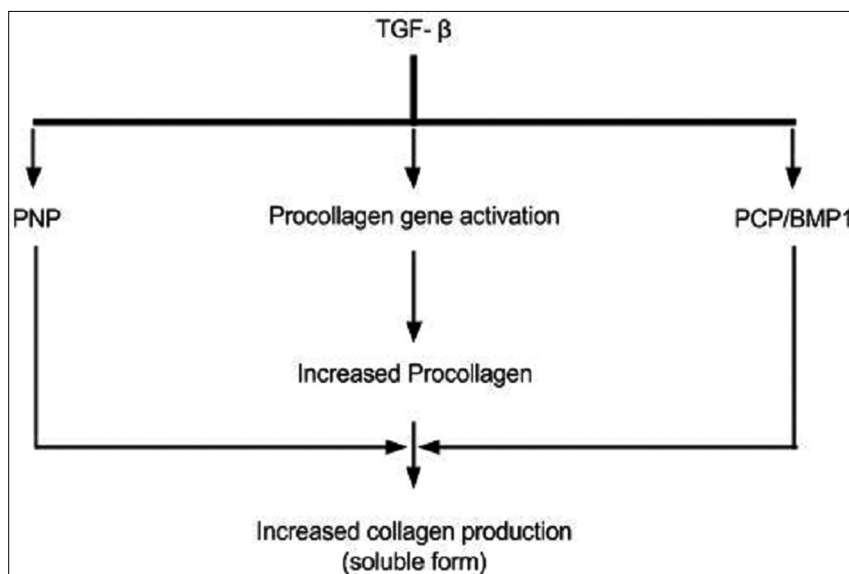 TGF- β
PNP
Procollagen gene activation
PCP/BMP1
Increased Procollagen
Increased collagen production
(soluble form)